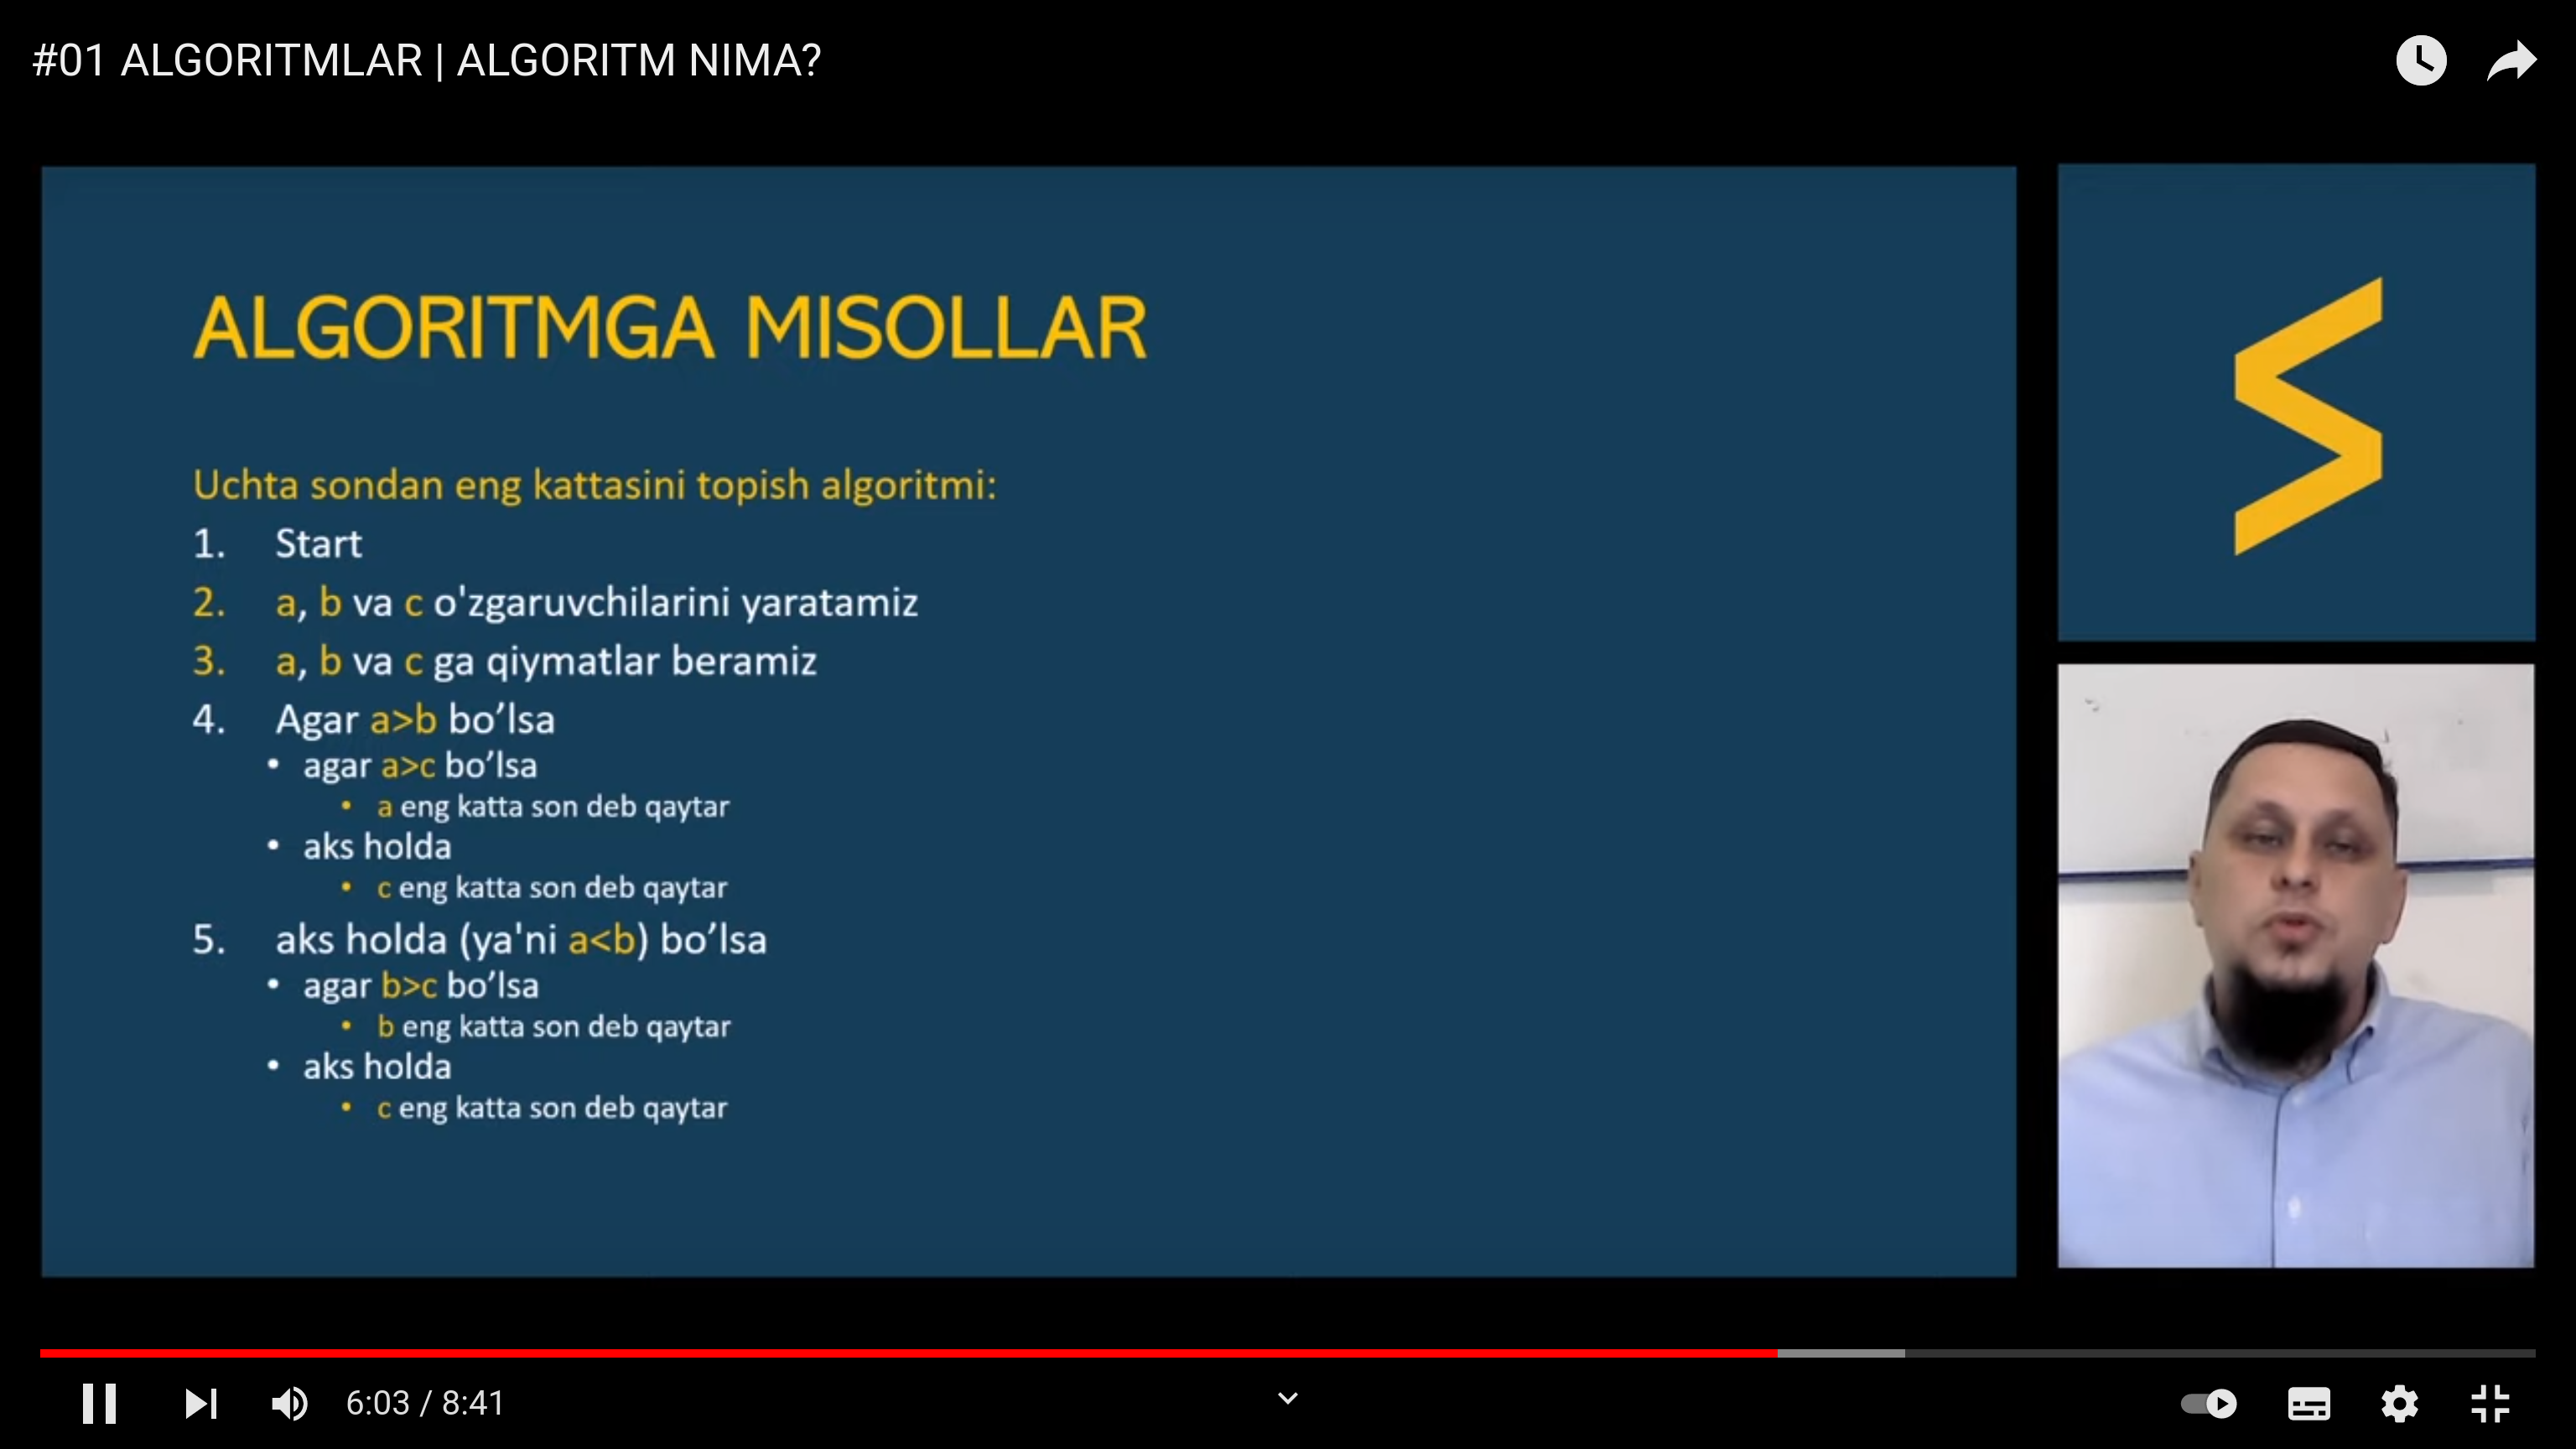 #01 ALGORITMLAR | ALGORITM NIMA?
ALGORITMGA MISOLLAR
Uchta sondan eng kattasini topish algoritmi:
1. Start
2. a, b va c o'zgaruvchilarini yaratamiz
3. a, b va c ga qiymatlar beramiz
4. Agar a>b bo’lsa
• agar a>c bo’lsa
• a eng katta son deb qaytar
• aks holda
• c eng katta son deb qaytar
5. aks holda (ya'ni a<b) bo’lsa
• agar b>c bo’lsa
• b eng katta son deb qaytar
• aks holda
• c eng katta son deb qaytar
6:03 / 8:41